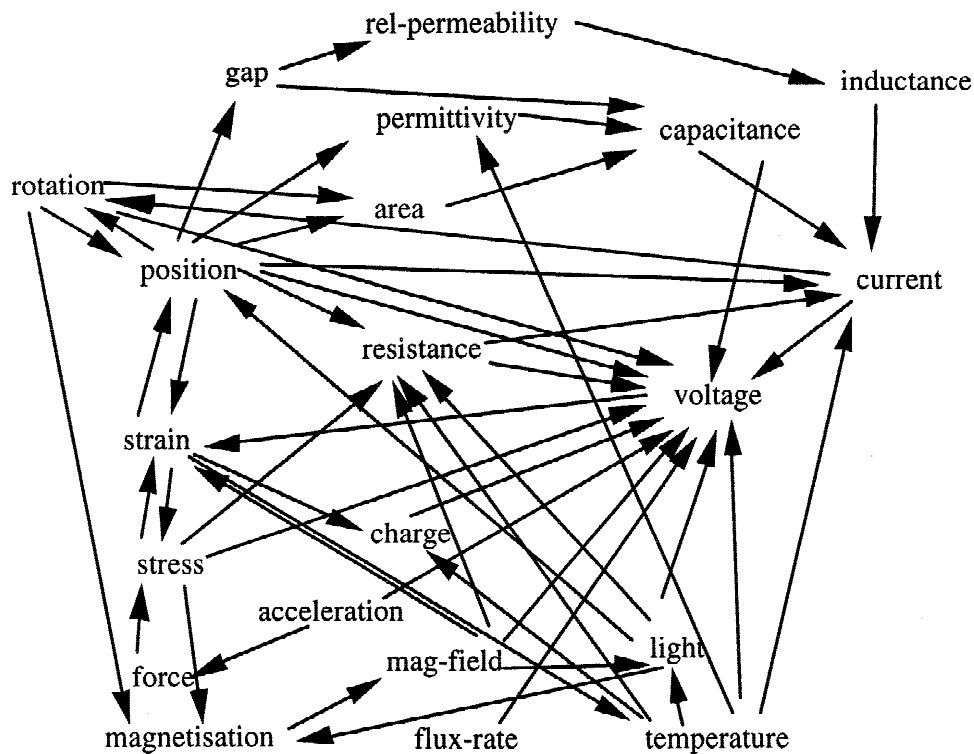 rel-permeability
gap
inductance
permittivity
capacitance
rotation
area
position
current
resistance
voltage
strain
charge
stress
acceleration
light
mag-field
force
magnetisation
flux-rate
temperature